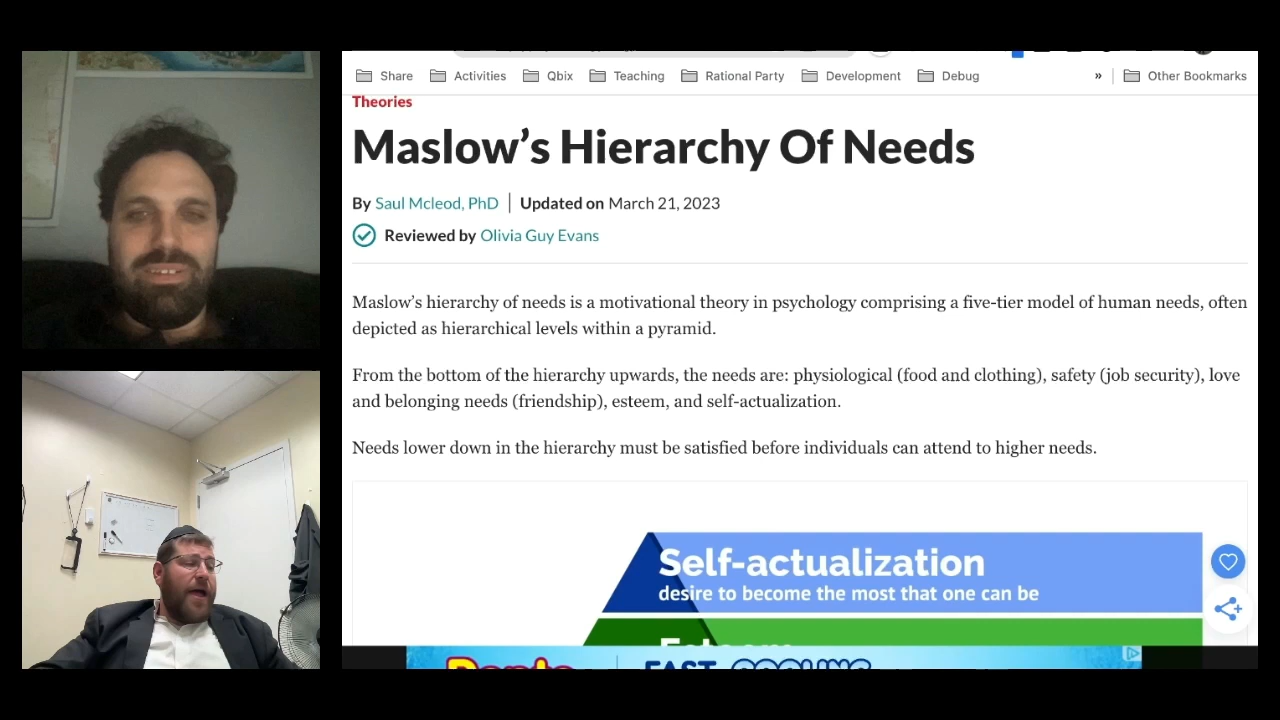 Share Activities Qbix Teaching Rational Party Development Debug » Other Bookmarks
Theories
Maslow’s Hierarchy Of Needs
By Saul Mcleod, PhD | Updated on March 21, 2023
Reviewed by Olivia Guy Evans
Maslow’s hierarchy of needs is a motivational theory in psychology comprising a five-tier model of human needs, often
depicted as hierarchical levels within a pyramid.
From the bottom of the hierarchy upwards, the needs are: physiological (food and clothing), safety (job security), love
and belonging needs (friendship), esteem, and self-actualization.
Needs lower down in the hierarchy must be satisfied before individuals can attend to higher needs.
Self-actualization
desire to become the most that one can be
Esteem
FAST COOLING